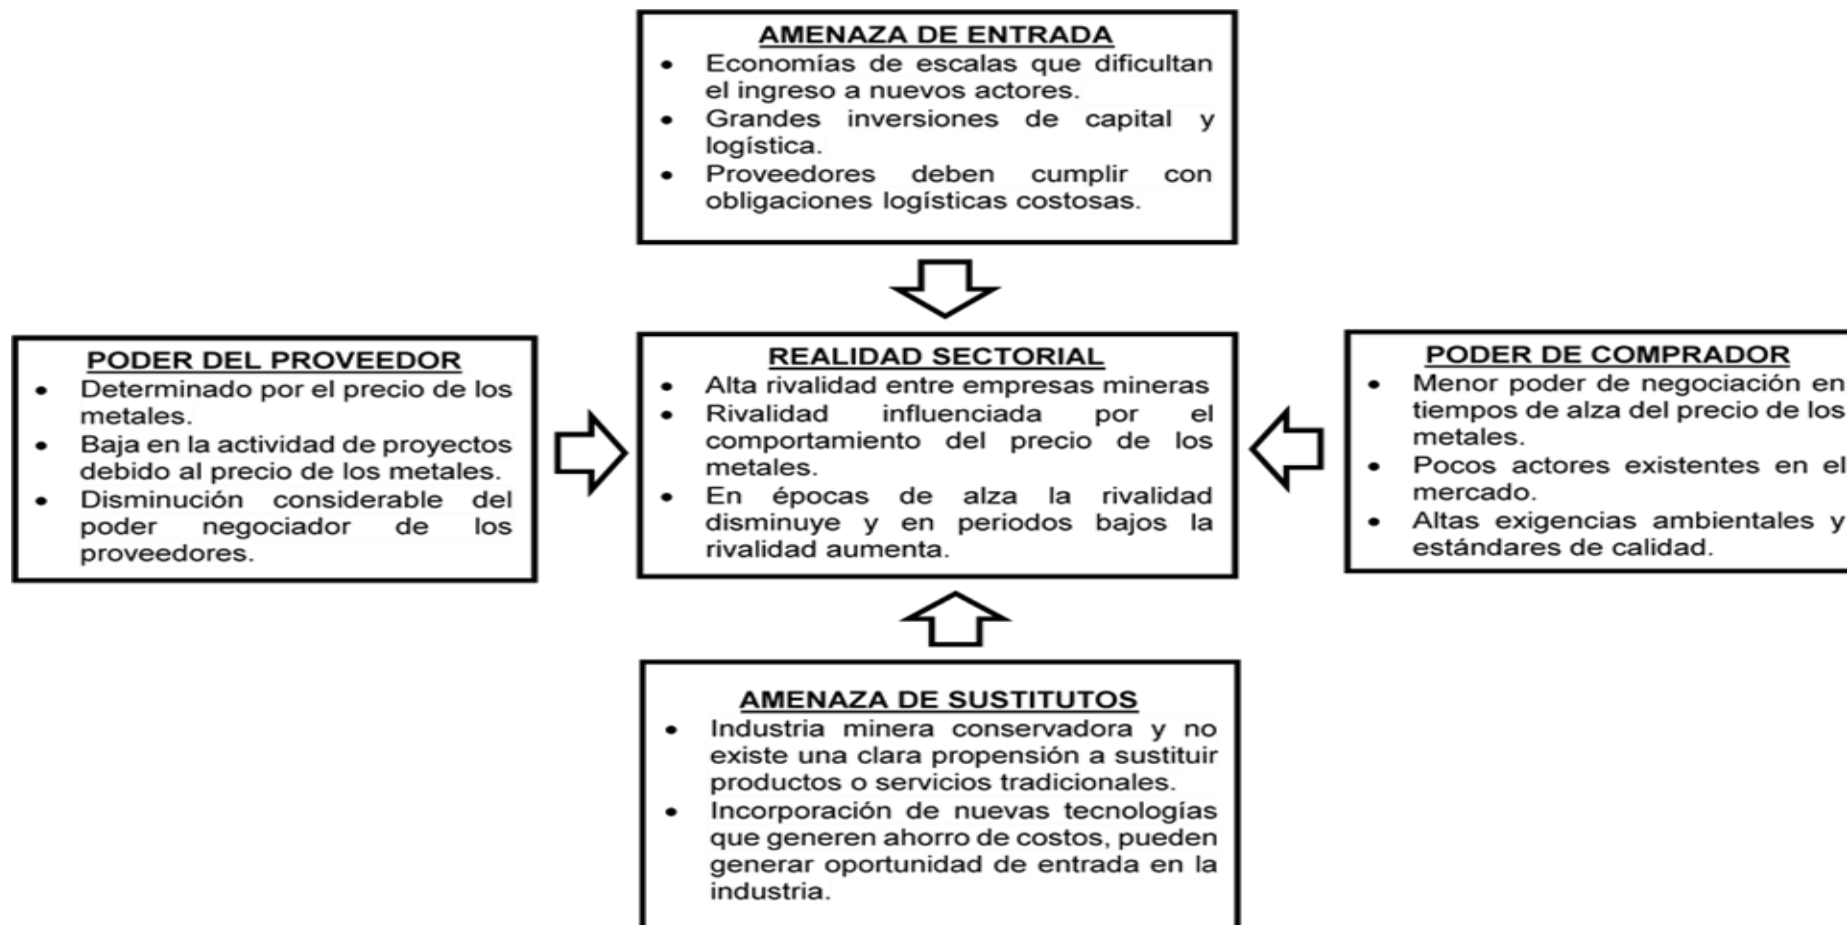 AMENAZA DE ENTRADA
• Economías de escalas que dificultan
el ingreso a nuevos actores.
• Grandes inversiones de capital y
logística.
• Proveedores deben cumplir con
obligaciones logísticas costosas.
PODER DEL PROVEEDOR
• Determinado por el precio de los
metales.
• Baja en la actividad de proyectos
debido al precio de los metales.
• Disminución considerable del
poder negociador de los
proveedores.
REALIDAD SECTORIAL
• Alta rivalidad entre empresas mineras
• Rivalidad influenciada por el
comportamiento del precio de los
metales.
• En épocas de alza la rivalidad
disminuye y en periodos bajos la
rivalidad aumenta.
PODER DE COMPRADOR
• Menor poder de negociación en
tiempos de alza del precio de los
metales.
• Pocos actores existentes en el
mercado.
• Altas exigencias ambientales y
estándares de calidad.
AMENAZA DE SUSTITUTOS
• Industria minera conservadora y no
existe una clara propensión a sustituir
productos o servicios tradicionales.
• Incorporación de nuevas tecnologías
que generen ahorro de costos, pueden
generar oportunidad de entrada en la
industria.